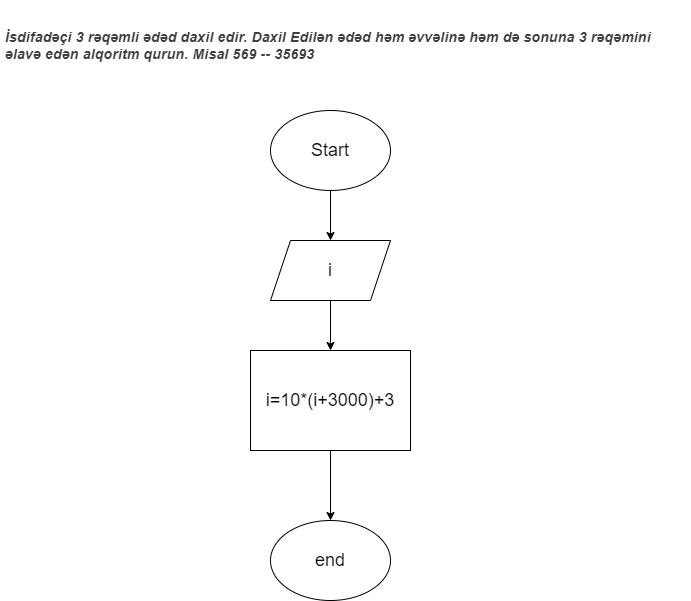 İsdifadəçi 3 rəqəmli ədəd daxil edir. Daxil Edilən ədəd həm əvvəlinə həm də sonuna 3 rəqəmini
əlavə edən alqoritm qurun. Misal 569 -- 35693
Start
i
i=10*(i+3000)+3
end